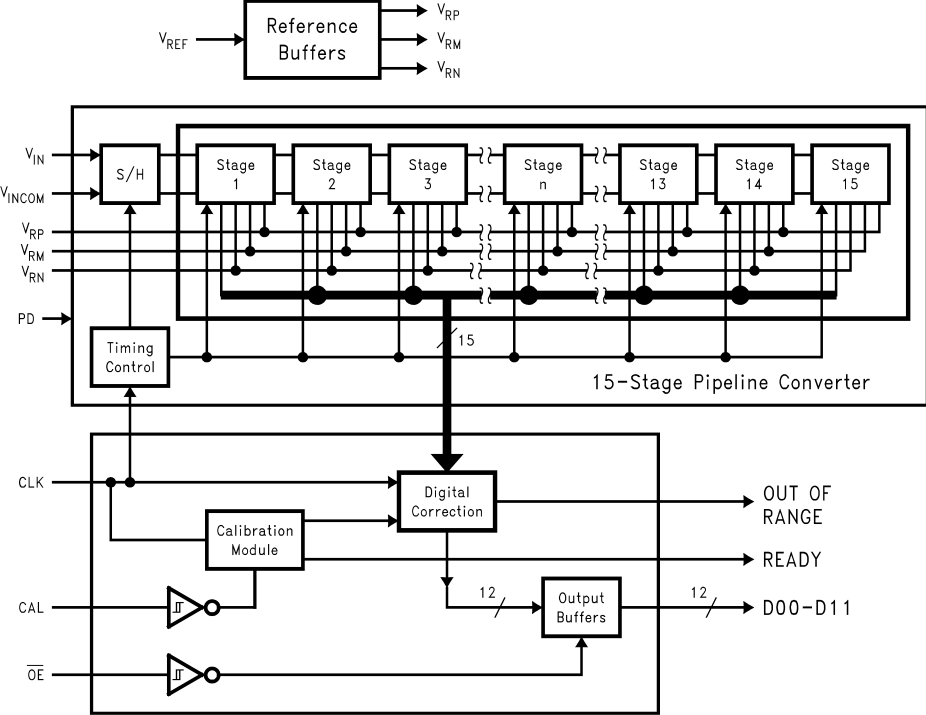 Reference
Buffers
V_REF
V_RP
V_RM
V_RN
V_IN
V_INCOM
V_RP
V_RM
V_RN
PD
S/H
Stage
1
Stage
2
Stage
3
Stage
n
Stage
13
Stage
14
Stage
15
Timing
Control
15
15-Stage Pipeline Converter
CLK
Digital
Correction
OUT OF
RANGE
Calibration
Module
READY
CAL
12
Output
Buffers
12
D00-D11
O̅E̅